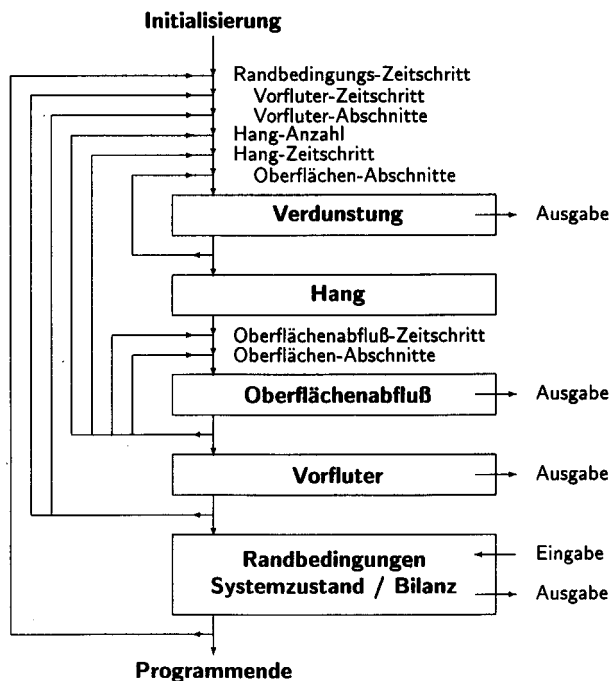 Initialisierung
Randbedingungs-Zeitschritt
Vorfluter-Zeitschritt
Vorfluter-Abschnitte
Hang-Anzahl
Hang-Zeitschritt
Oberflächen-Abschnitte
Verdunstung
Ausgabe
Hang
Oberflächenabfluß-Zeitschritt
Oberflächen-Abschnitte
Oberflächenabfluß
Ausgabe
Vorfluter
Ausgabe
Randbedingungen
Eingabe
Systemzustand / Bilanz
Ausgabe
Programmende